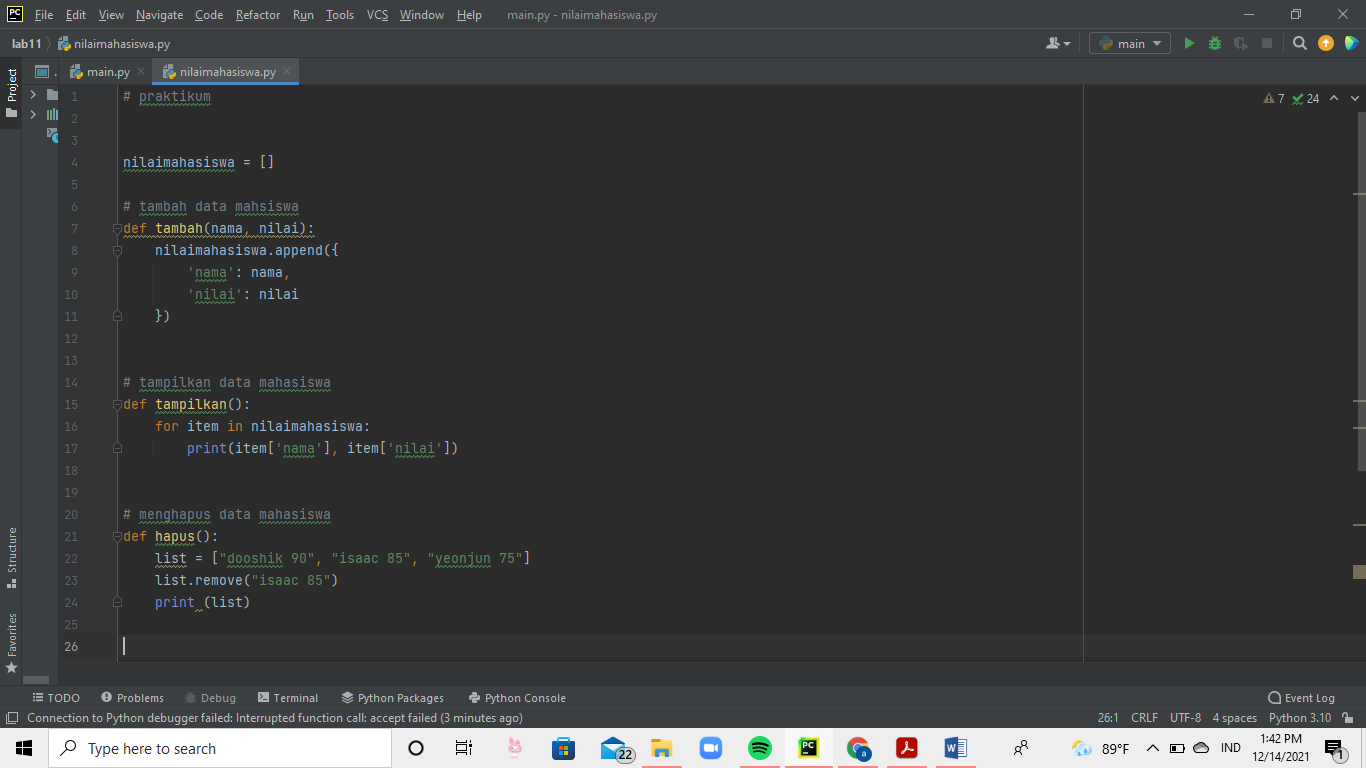 PC File Edit View Navigate Code Refactor Run Tools VCS Window Help main.py - nilaimahasiswa.py
lab11 nilaimahasiswa.py main
Project
main.py nilaimahasiswa.py
7 24
1 # praktikum
2
3
4 nilaimahasiswa = []
5
6 # tambah data mahsiswa
7 def tambah(nama, nilai):
8 nilaimahasiswa.append({
9 'nama': nama,
10 'nilai': nilai
11 })
12
13
14 # tampilkan data mahasiswa
15 def tampilkan():
16 for item in nilaimahasiswa:
17 print(item['nama'], item['nilai'])
18
19
20 # menghapus data mahasiswa
21 def hapus():
22 list = ["dooshik 90", "isaac 85", "yeonjun 75"]
23 list.remove("isaac 85")
24 print (list)
25
26
Structure
Favorites
TODO Problems Debug Terminal Python Packages Python Console Event Log
Connection to Python debugger failed: Interrupted function call: accept failed (3 minutes ago) 26:1 CRLF UTF-8 4 spaces Python 3.10
Type here to search 22 PC a W 89°F IND 1:42 PM
12/14/2021 1